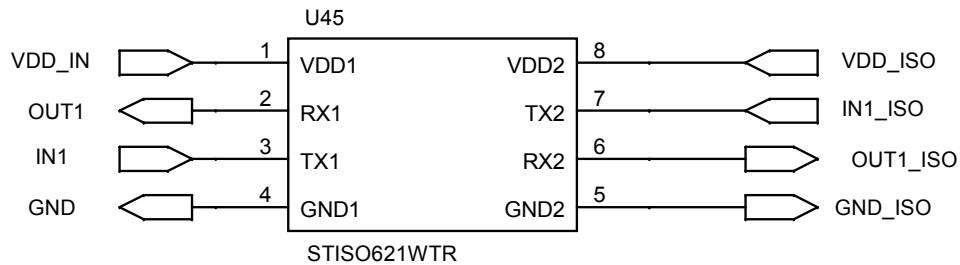 U45
VDD_IN 1 VDD1 VDD2 8 VDD_ISO
OUT1 2 RX1 TX2 7 IN1_ISO
IN1 3 TX1 RX2 6 OUT1_ISO
GND 4 GND1 GND2 5 GND_ISO
STISO621WTR